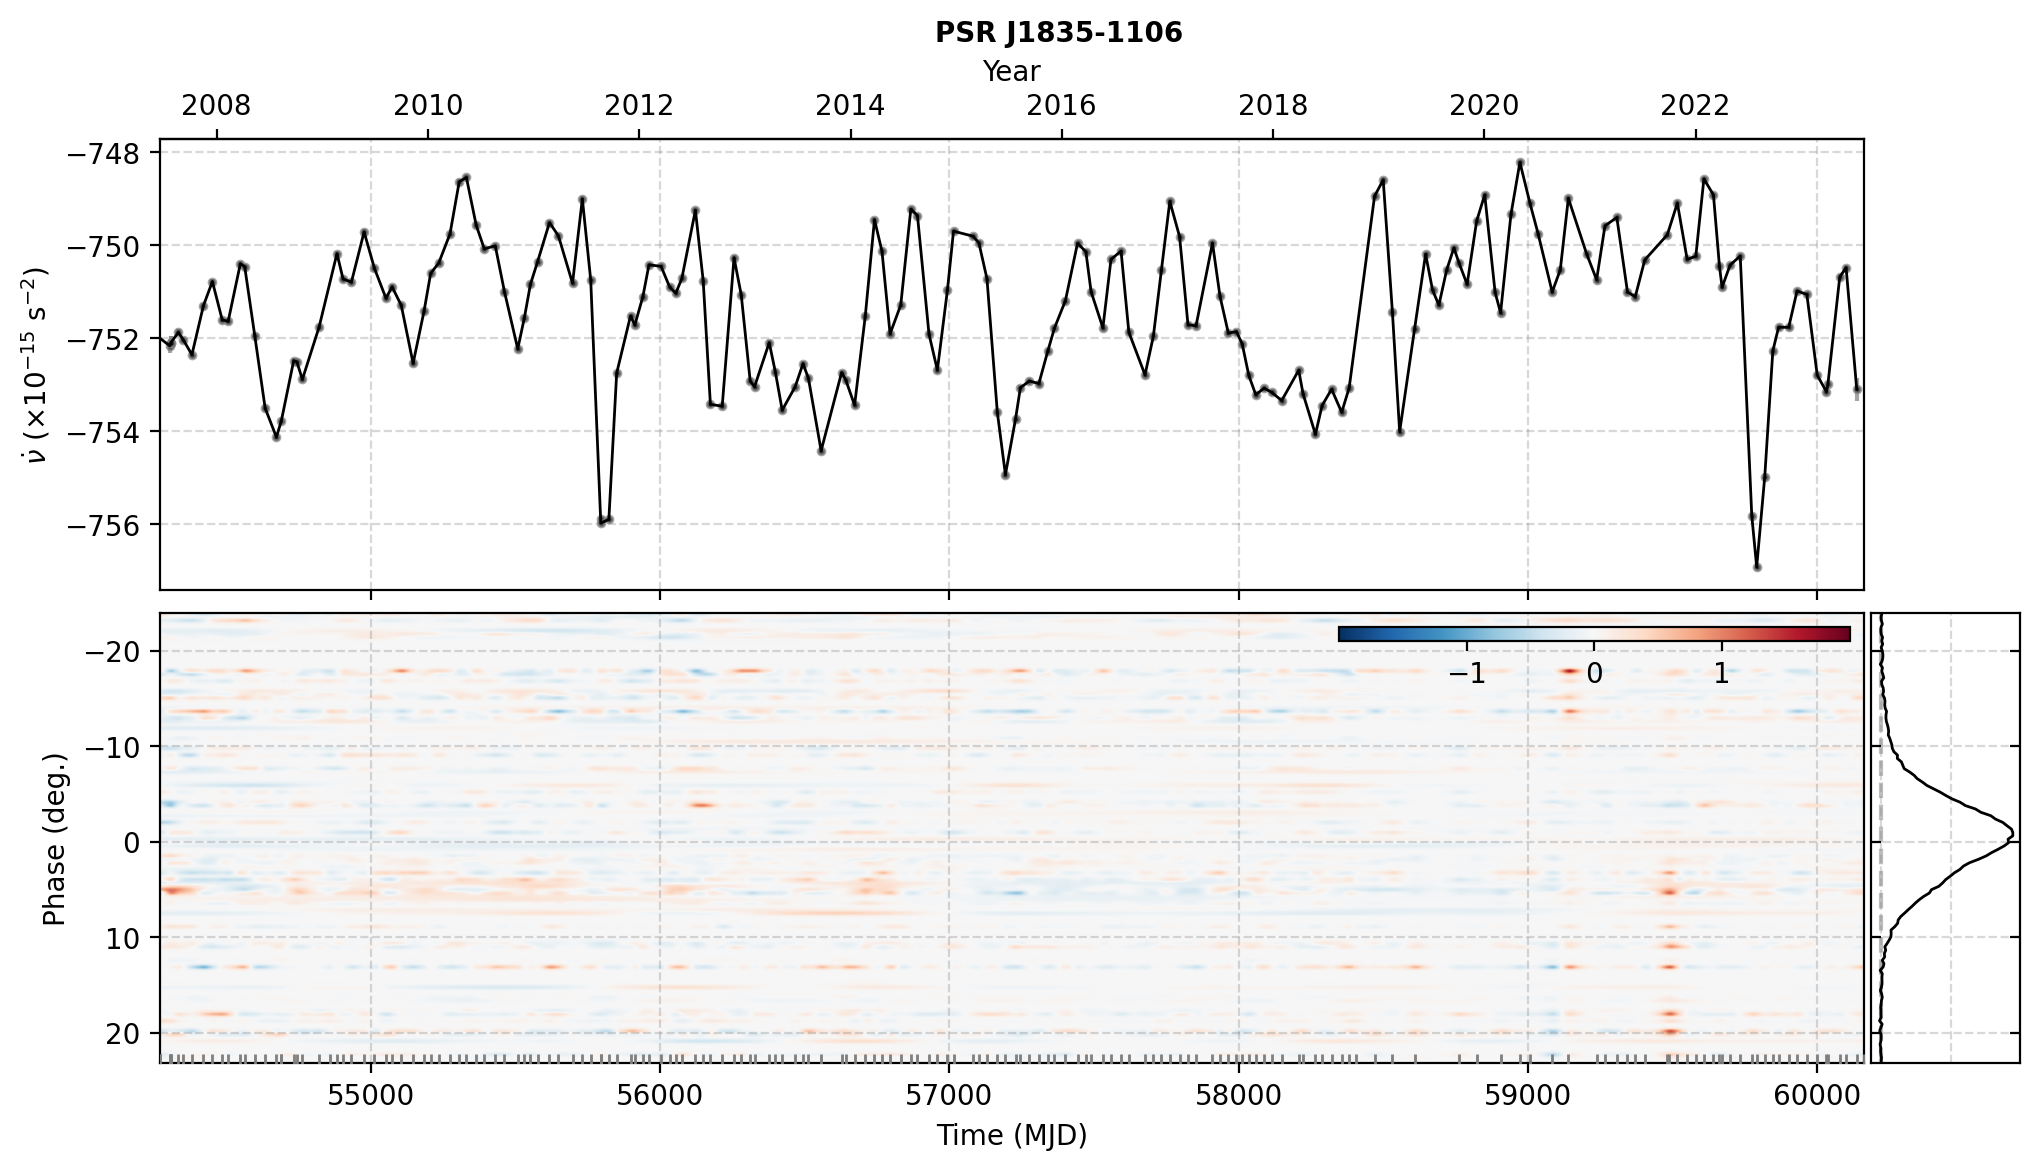 PSR J1835-1106
Year
2008 2010 2012 2014 2016 2018 2020 2022
−748
−750
−752
−754
−756
ν̇ (×10⁻¹⁵ s⁻²)
−1 0 1
−20
−10
0
10
20
Phase (deg.)
55000 56000 57000 58000 59000 60000
Time (MJD)